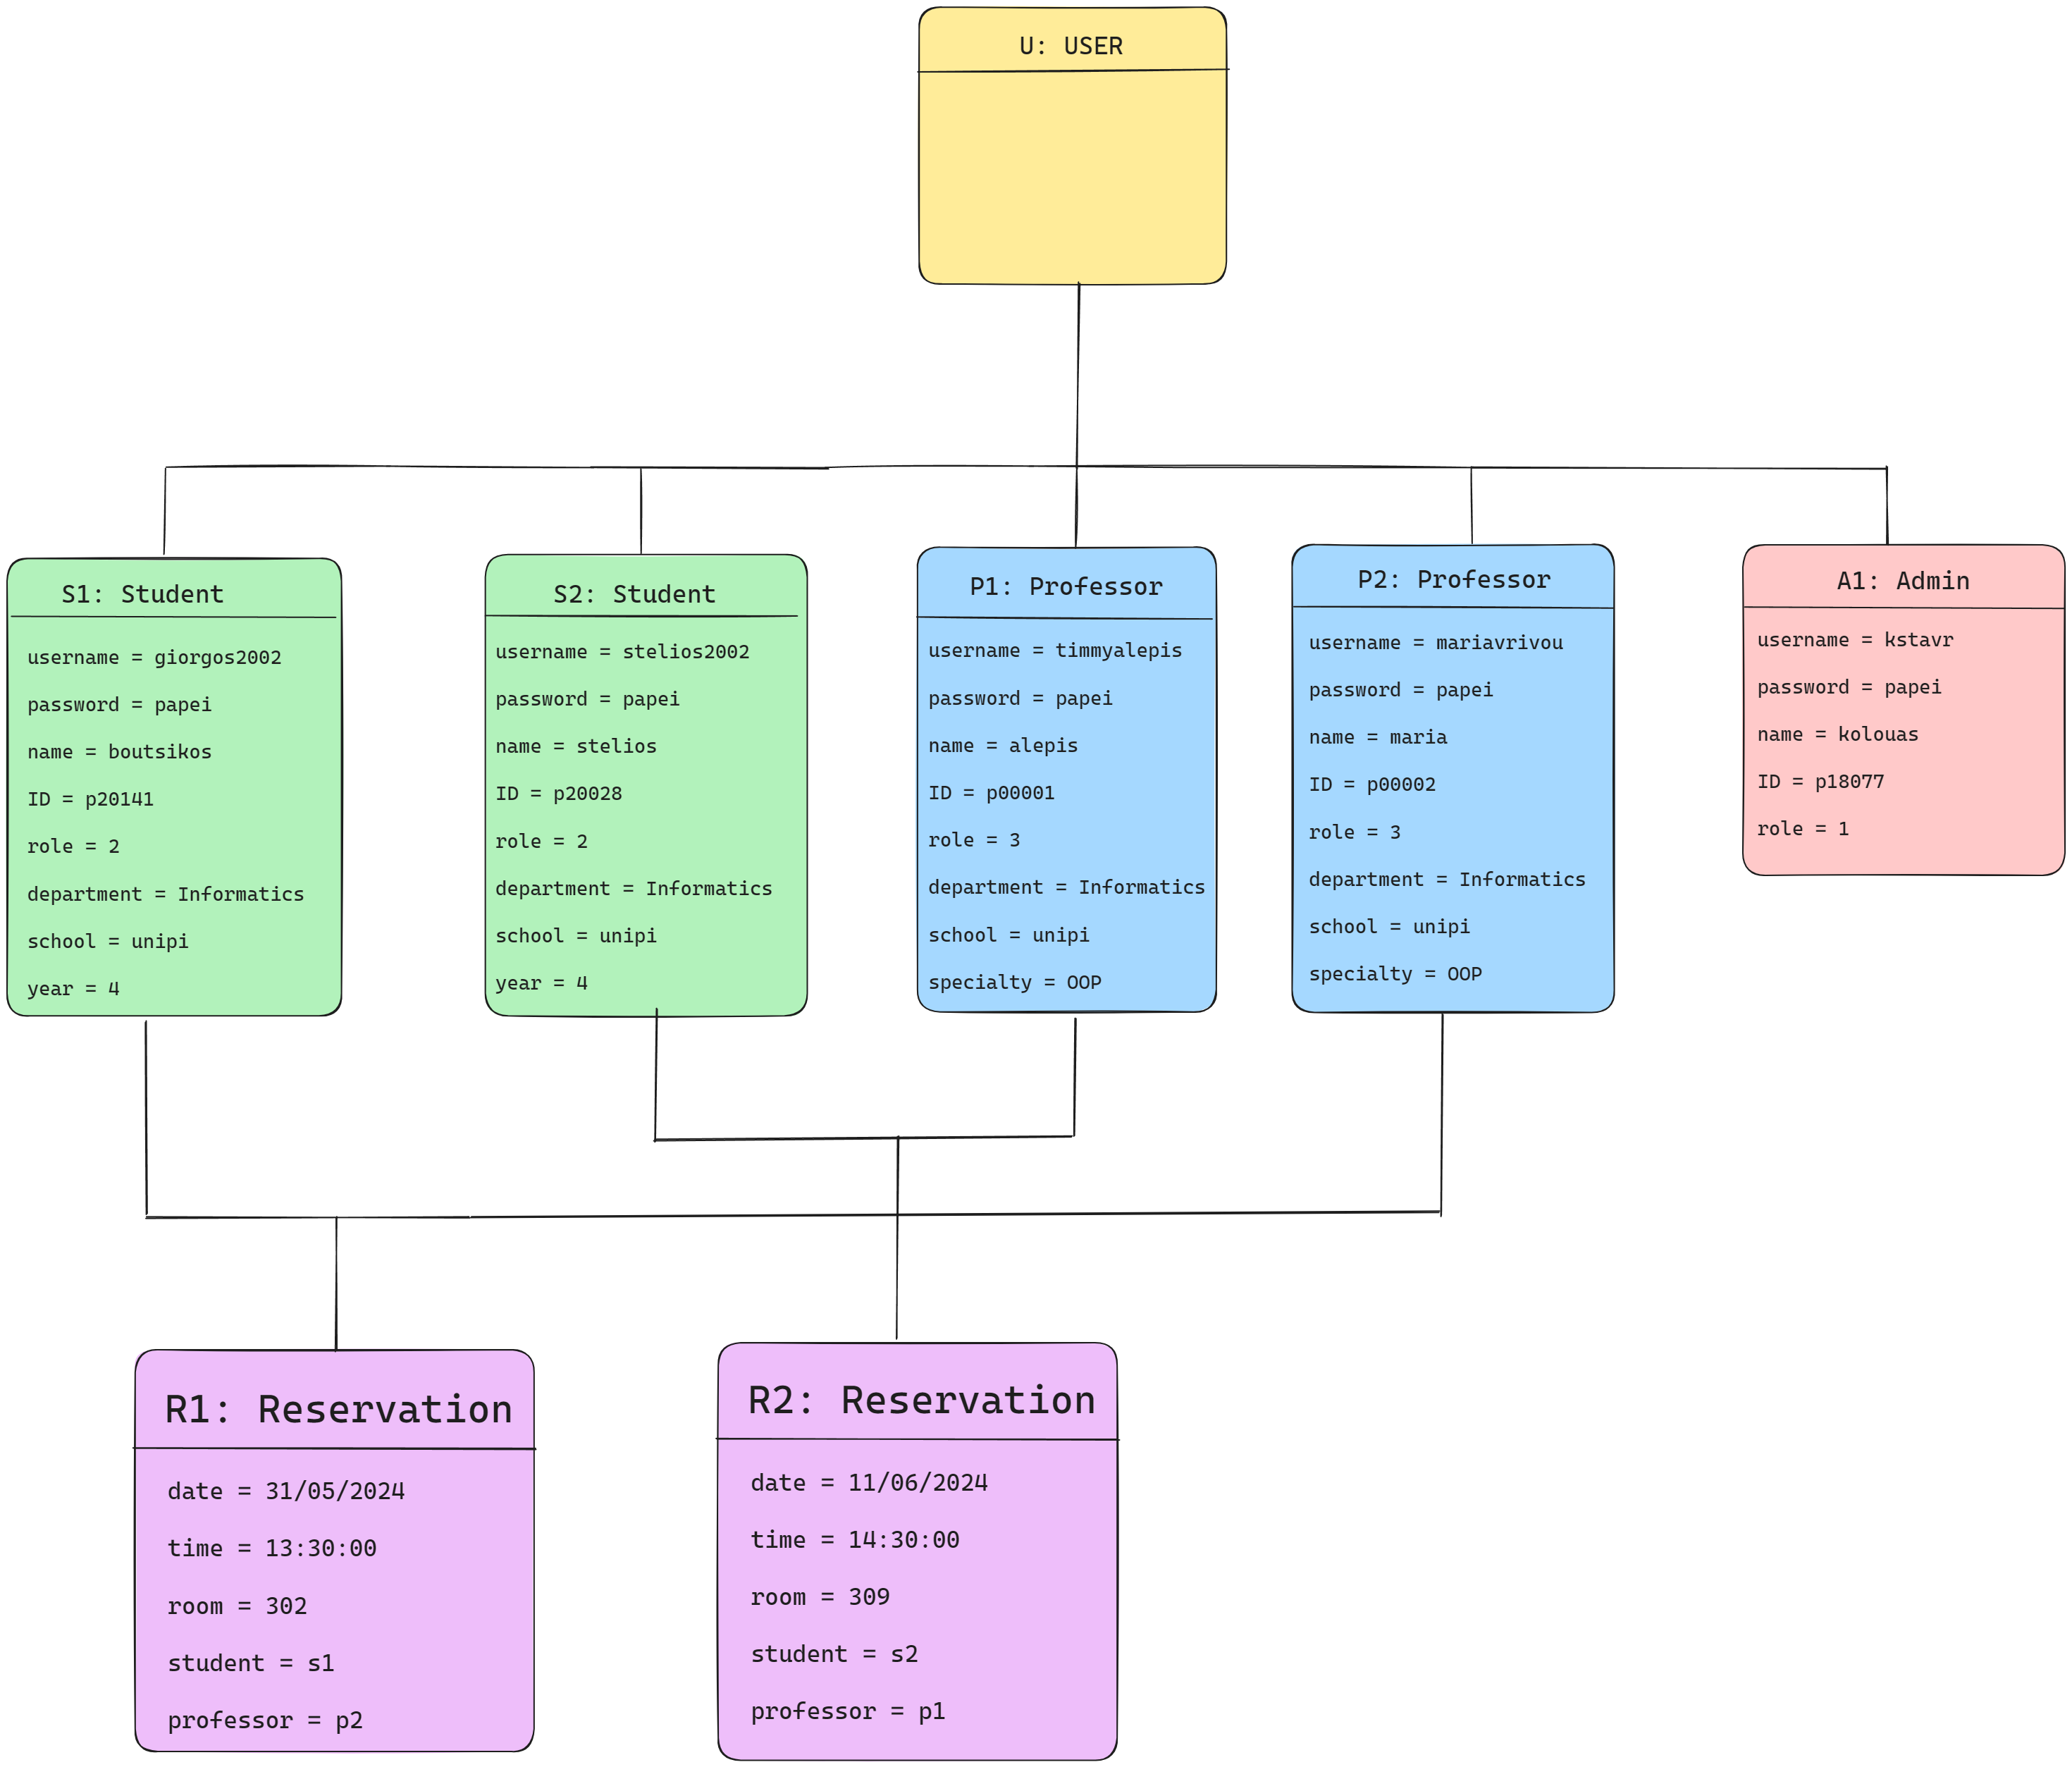 U: USER
S1: Student
username = giorgos2002
password = papei
name = boutsikos
ID = p20141
role = 2
department = Informatics
school = unipi
year = 4
S2: Student
username = stelios2002
password = papei
name = stelios
ID = p20028
role = 2
department = Informatics
school = unipi
year = 4
P1: Professor
username = timmyalepis
password = papei
name = alepis
ID = p00001
role = 3
department = Informatics
school = unipi
specialty = OOP
P2: Professor
username = mariavrivou
password = papei
name = maria
ID = p00002
role = 3
department = Informatics
school = unipi
specialty = OOP
A1: Admin
username = kstavr
password = papei
name = kolouas
ID = p18077
role = 1
R1: Reservation
date = 31/05/2024
time = 13:30:00
room = 302
student = s1
professor = p2
R2: Reservation
date = 11/06/2024
time = 14:30:00
room = 309
student = s2
professor = p1